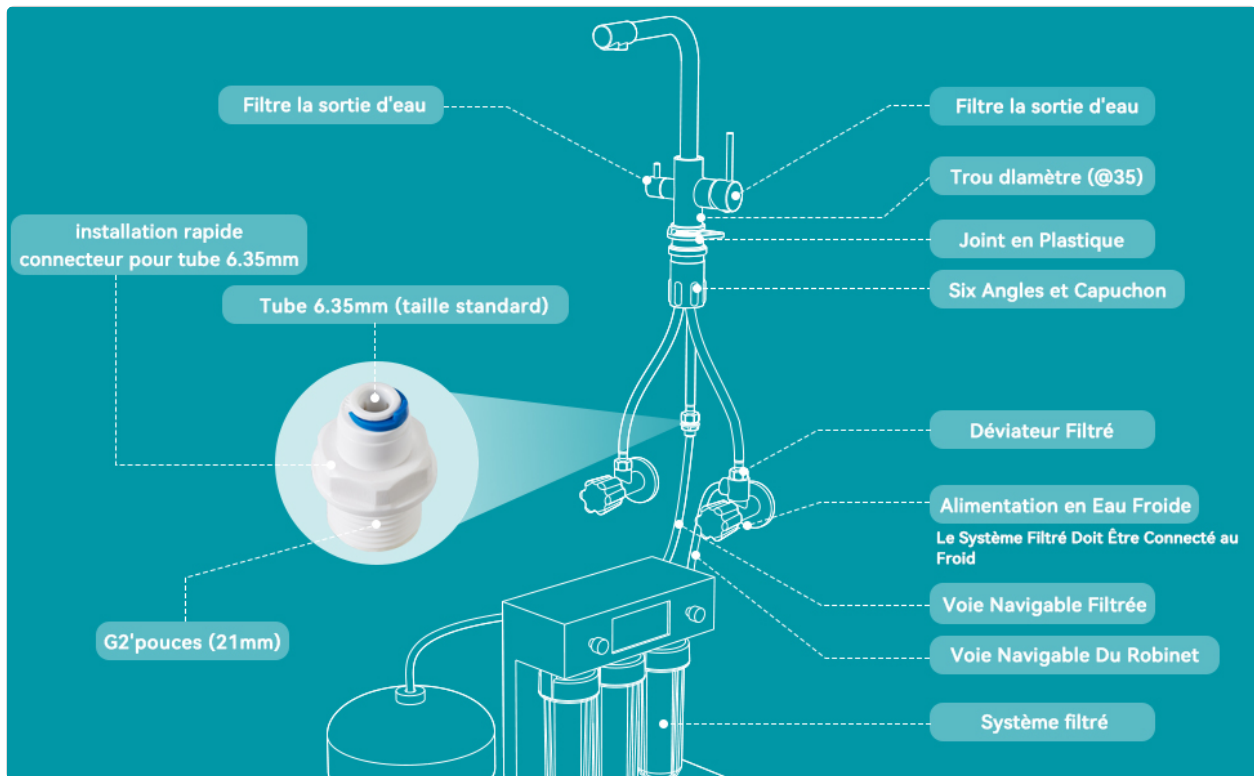 Filtre la sortie d'eau
Filtre la sortie d'eau
Trou dlamètre (@35)
installation rapide
connecteur pour tube 6.35mm
Joint en Plastique
Six Angles et Capuchon
Tube 6.35mm (taille standard)
Déviateur Filtré
Alimentation en Eau Froide
Le Système Filtré Doit Être Connecté au
Froid
Voie Navigable Filtrée
G2'pouces (21mm)
Voie Navigable Du Robinet
Système filtré